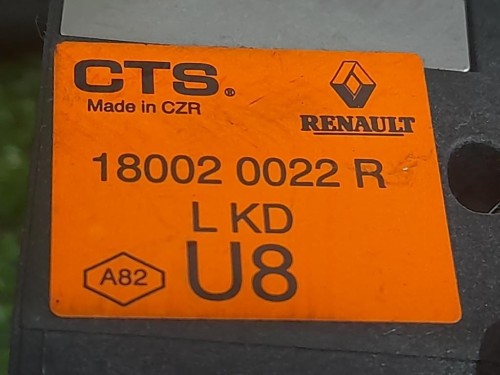 CTS®
Made in CZR
RENAULT
18002 0022 R
L KD
A82
U8